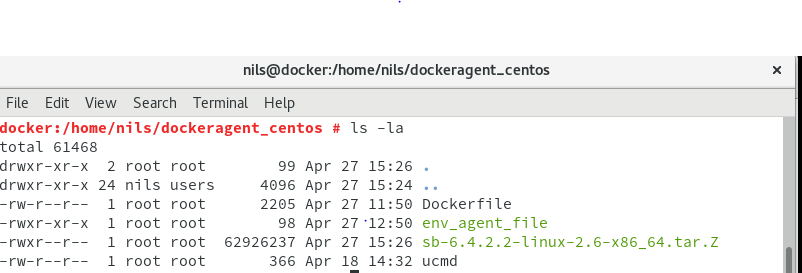 nils@docker:/home/nils/dockeragent_centos ×
File Edit View Search Terminal Help
docker:/home/nils/dockeragent_centos # ls -la
total 61468
drwxr-xr-x 2 root root 99 Apr 27 15:26 .
drwxr-xr-x 24 nils users 4096 Apr 27 15:24 ..
-rw-r--r-- 1 root root 2205 Apr 27 11:50 Dockerfile
-rwxr-xr-x 1 root root 98 Apr 27 12:50 env_agent_file
-rwxr--r-- 1 root root 62926237 Apr 27 15:26 sb-6.4.2.2-linux-2.6-x86_64.tar.Z
-rw-r--r-- 1 root root 366 Apr 18 14:32 ucmd